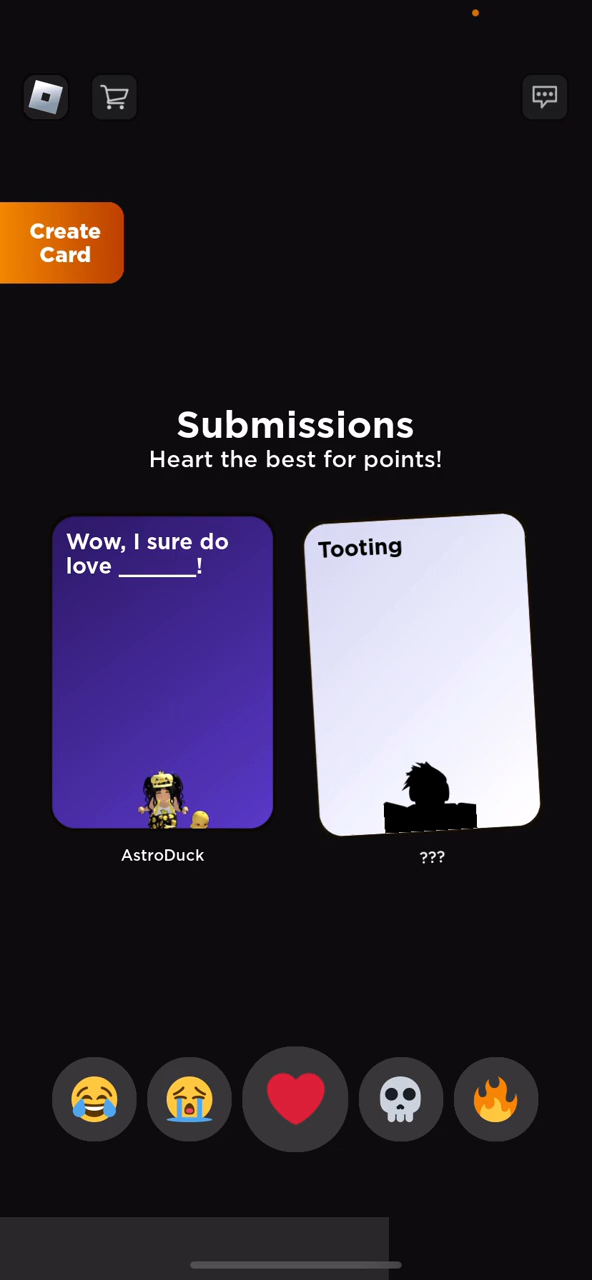 Create
Card
Submissions
Heart the best for points!
Wow, I sure do
love _______!
Tooting
AstroDuck
???